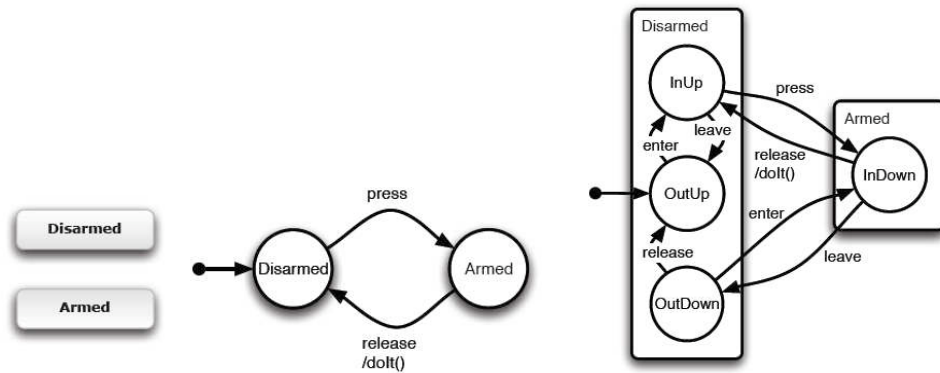 Disarmed
Armed
press
Disarmed
Armed
release
/doIt()
Disarmed
InUp
press
leave
enter
Armed
release
/doIt()
InDown
OutUp
enter
release
leave
OutDown